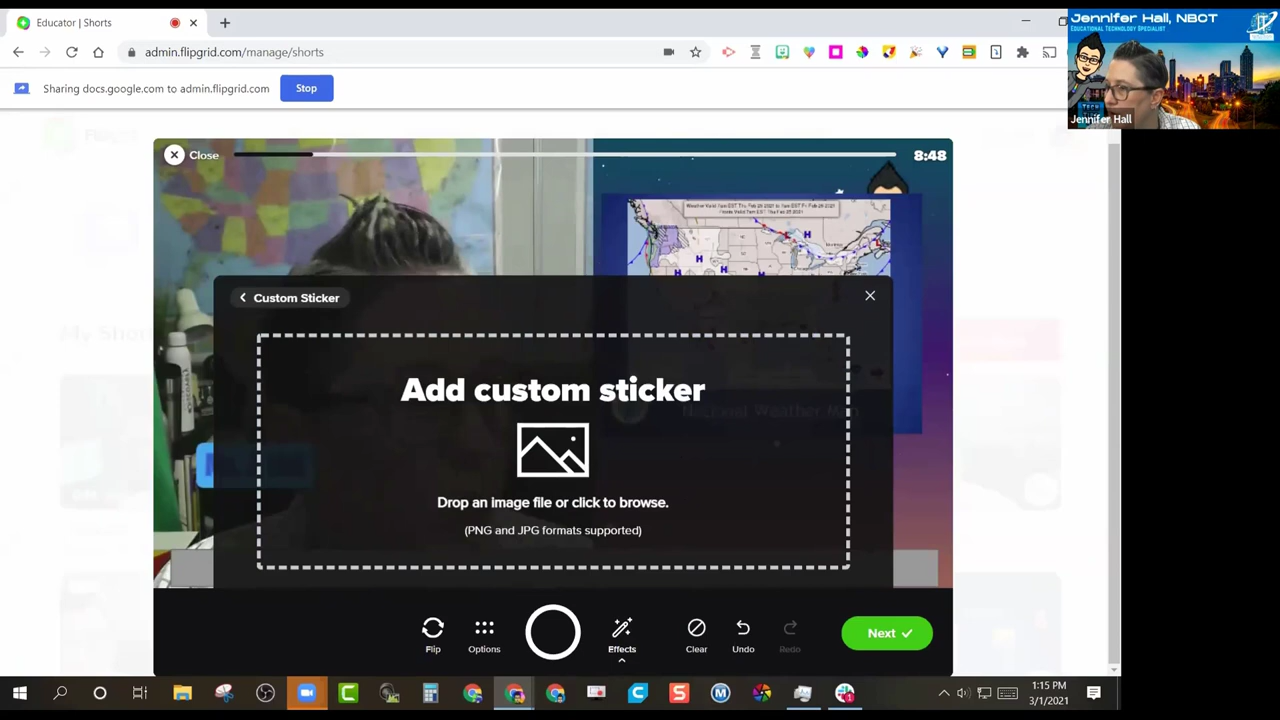 Educator | Shorts
admin.flipgrid.com/manage/shorts
Sharing docs.google.com to admin.flipgrid.com
Stop
Jennifer Hall, NBCT
EDUCATIONAL TECHNOLOGY SPECIALIST
Jennifer Hall
Close
8:48
My Short
Custom Sticker
Add custom sticker
Drop an image file or click to browse.
(PNG and JPG formats supported)
Flip
Options
Effects
Clear
Undo
Redo
Next
1:15 PM
3/1/2021